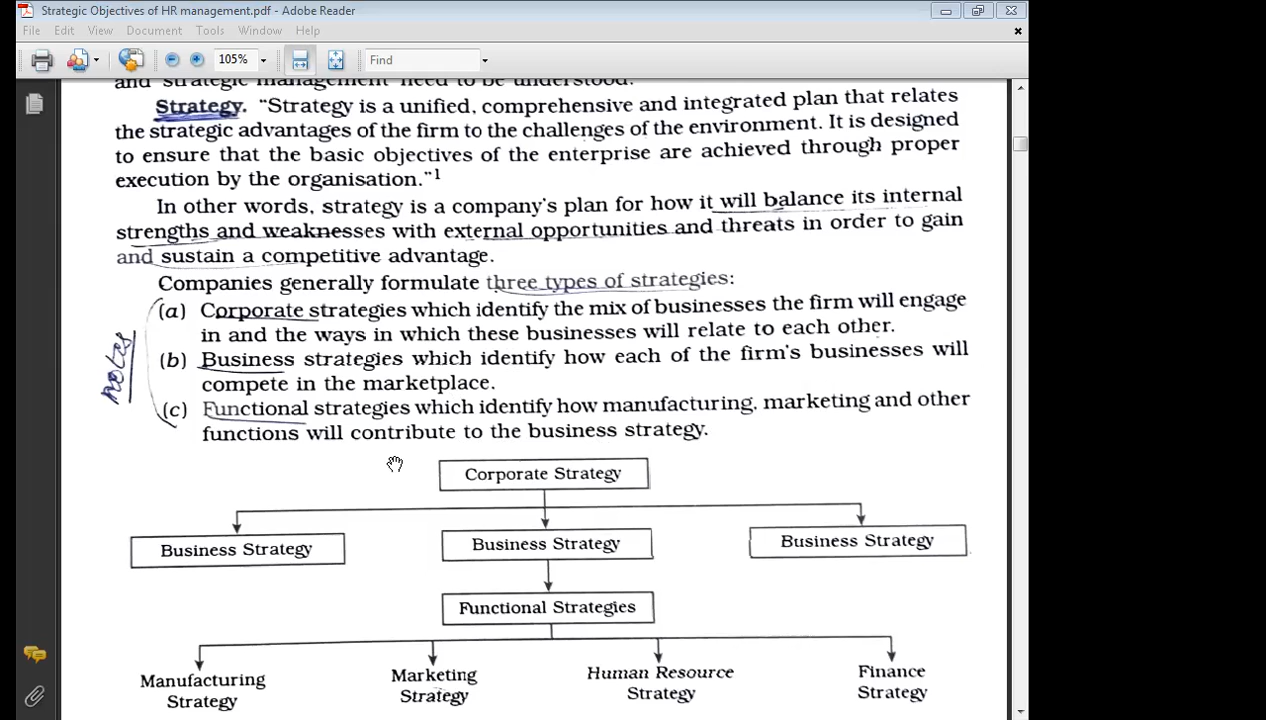 Strategic Objectives of HR management.pdf - Adobe Reader
File Edit View Document Tools Window Help
105% Find
and strategic management need to be understood.
Strategy. “Strategy is a unified, comprehensive and integrated plan that relates
the strategic advantages of the firm to the challenges of the environment. It is designed
to ensure that the basic objectives of the enterprise are achieved through proper
execution by the organisation.”1
In other words, strategy is a company's plan for how it will balance its internal
strengths and weaknesses with external opportunities and threats in order to gain
and sustain a competitive advantage.
Companies generally formulate three types of strategies:
(a) Corporate strategies which identify the mix of businesses the firm will engage
in and the ways in which these businesses will relate to each other.
notes
(b) Business strategies which identify how each of the firm's businesses will
compete in the marketplace.
(c) Functional strategies which identify how manufacturing, marketing and other
functions will contribute to the business strategy.
Corporate Strategy
Business Strategy Business Strategy Business Strategy
Functional Strategies
Manufacturing Marketing Human Resource Finance
Strategy Strategy Strategy Strategy